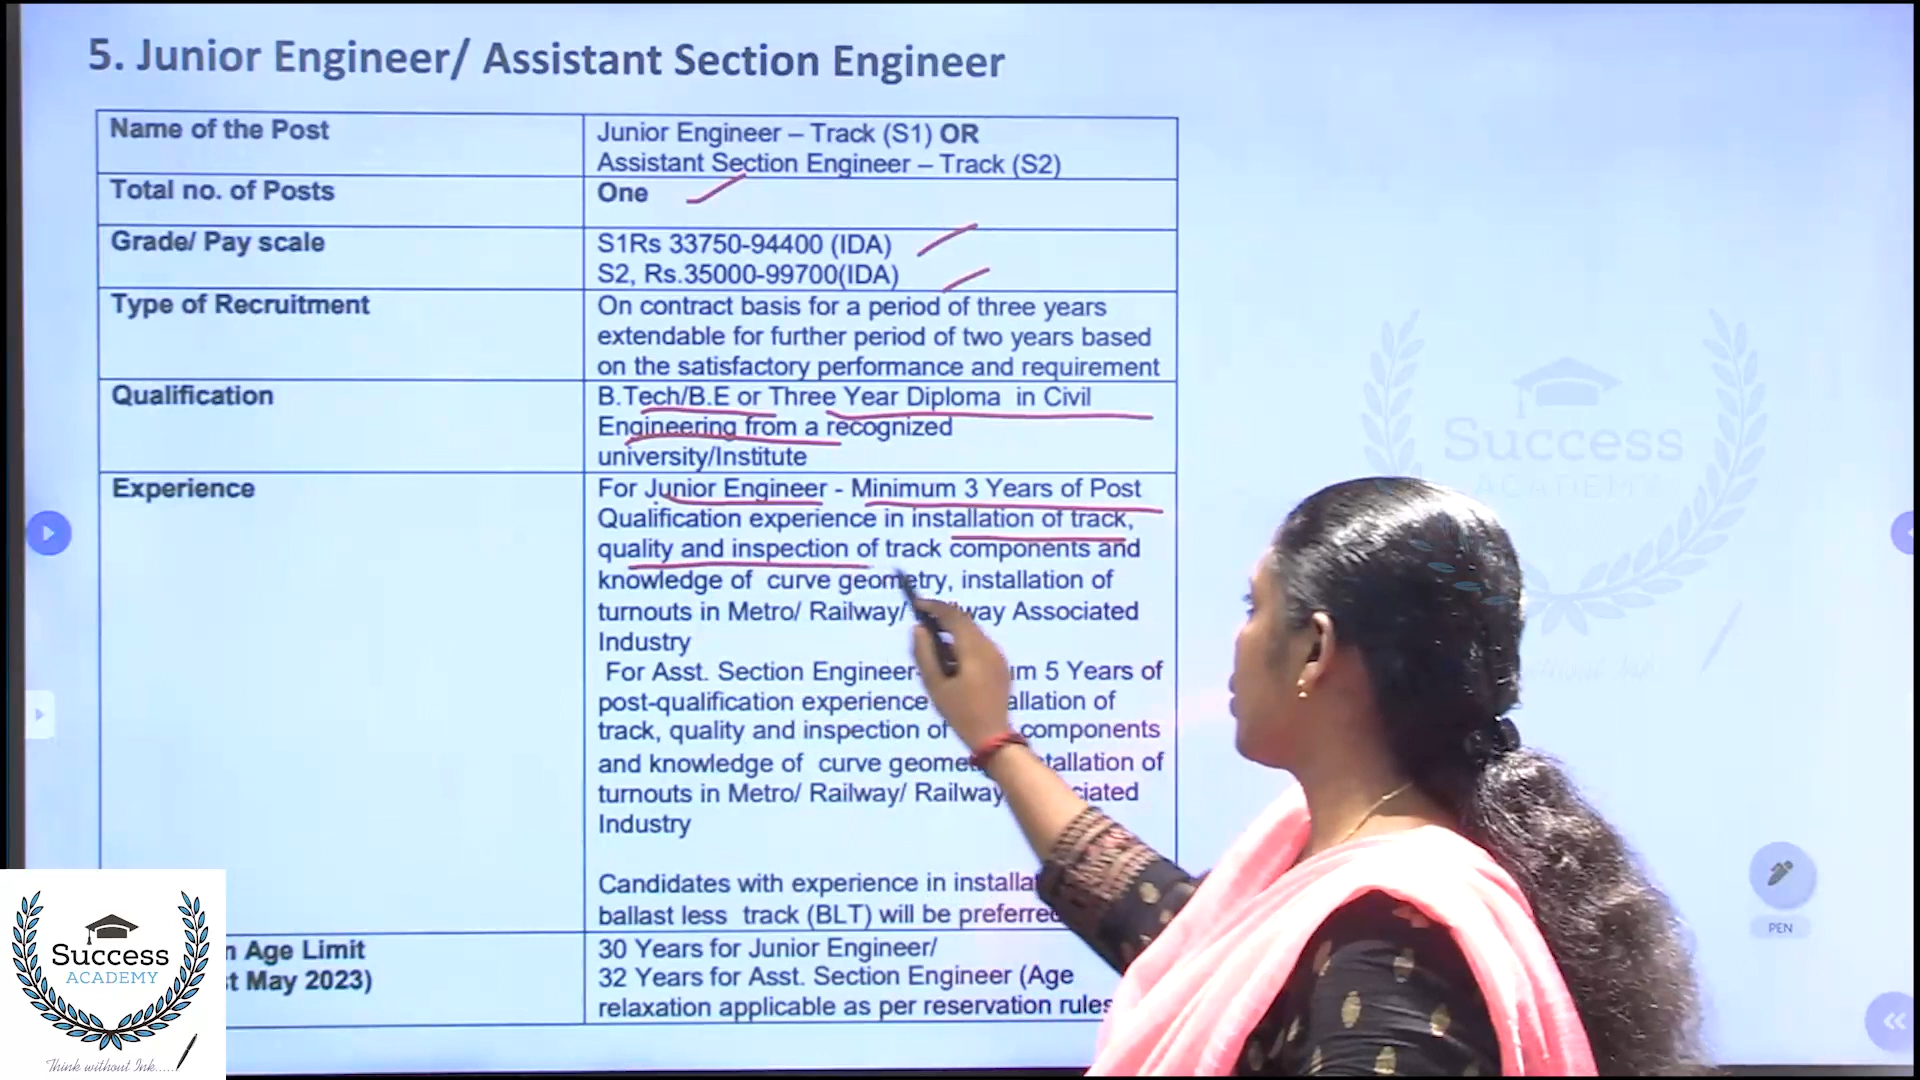 5. Junior Engineer/ Assistant Section Engineer
Name of the Post
Junior Engineer – Track (S1) OR
Assistant Section Engineer – Track (S2)
Total no. of Posts
One
Grade/ Pay scale
S1Rs 33750-94400 (IDA)
S2, Rs.35000-99700(IDA)
Type of Recruitment
On contract basis for a period of three years
extendable for further period of two years based
on the satisfactory performance and requirement
Qualification
B.Tech/B.E or Three Year Diploma in Civil
Engineering from a recognized
university/Institute
Experience
For Junior Engineer - Minimum 3 Years of Post
Qualification experience in installation of track,
quality and inspection of track components and
knowledge of curve geometry, installation of
turnouts in Metro/ Railway/ Associated
Industry
For Asst. Section Engineer- 5 Years of
post-qualification experience of
track, quality and inspection of components
and knowledge of curve of
turnouts in Metro/ Railway/ Railway
Industry
Candidates with experience in
ballast less track (BLT) will be
Age Limit
May 2023)
30 Years for Junior Engineer/
32 Years for Asst. Section Engineer (Age
relaxation applicable as per reservation rules
Success
ACADEMY
PEN
Success
ACADEMY
Think without Ink......